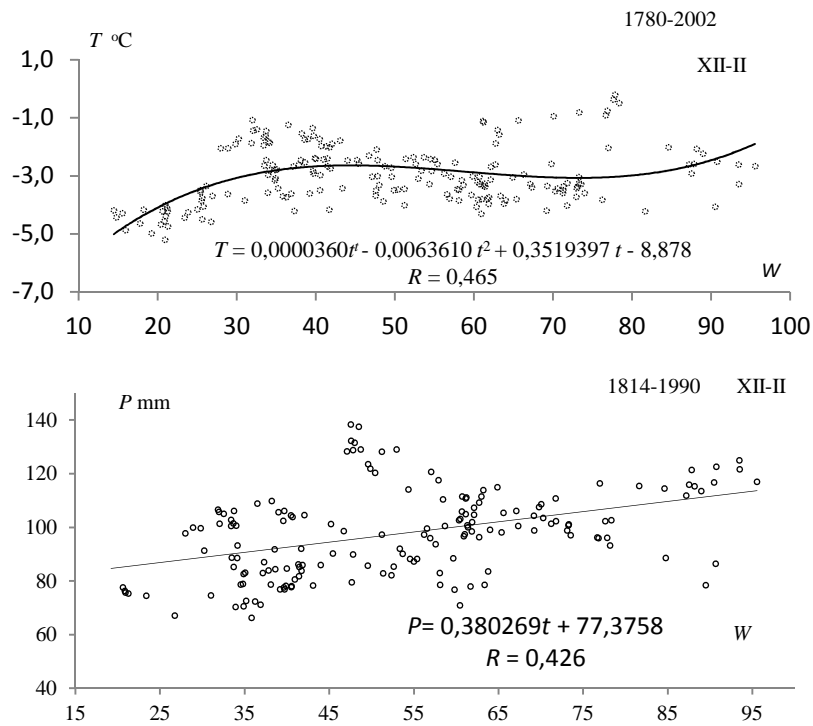 1780-2002
T °C
XII-II
1,0
-1,0
-3,0
-5,0
-7,0
T = 0,0000360tᵗ - 0,0063610 t² + 0,3519397 t - 8,878
R = 0,465
W
10 20 30 40 50 60 70 80 90 100
1814-1990 XII-II
P mm
140
120
100
80
60
40
P= 0,380269t + 77,3758
R = 0,426
W
15 25 35 45 55 65 75 85 95